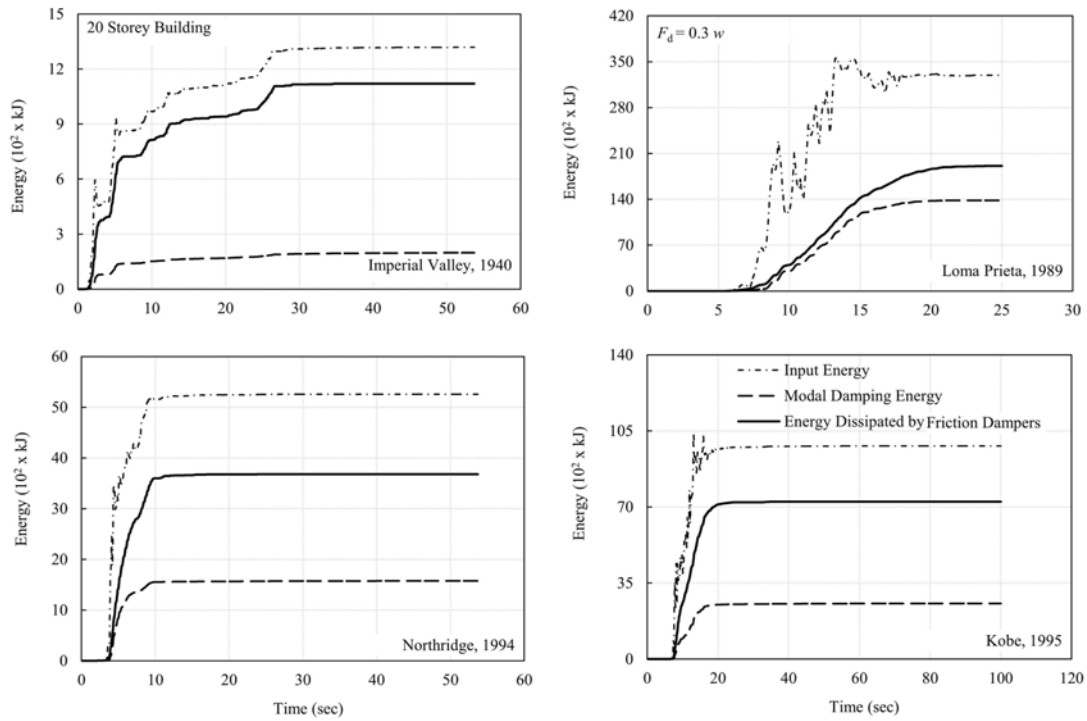 15
12
9
6
3
0
Energy (10² x kJ)
20 Storey Building
Imperial Valley, 1940
0 10 20 30 40 50 60
420
350
280
210
140
70
0
Energy (10² x kJ)
F_d = 0.3 w
Loma Prieta, 1989
0 5 10 15 20 25 30
60
50
40
30
20
10
0
Energy (10² x kJ)
Northridge, 1994
0 10 20 30 40 50 60
Time (sec)
140
105
70
35
0
Energy (10² x kJ)
Input Energy
Modal Damping Energy
Energy Dissipated by Friction Dampers
Kobe, 1995
0 20 40 60 80 100 120
Time (sec)